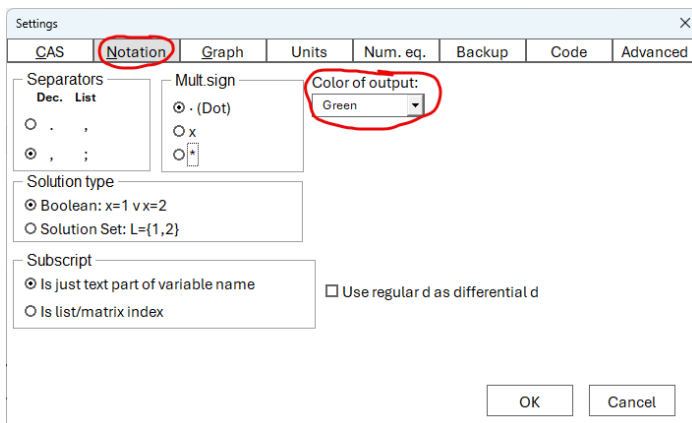 Settings
CAS Notation Graph Units Num. eq. Backup Code Advanced
Separators
Dec. List
. ,
, ;
Mult.sign
· (Dot)
x
*
Color of output:
Green
Solution type
Boolean: x=1 v x=2
Solution Set: L={1,2}
Subscript
Is just text part of variable name
Is list/matrix index
Use regular d as differential d
OK Cancel